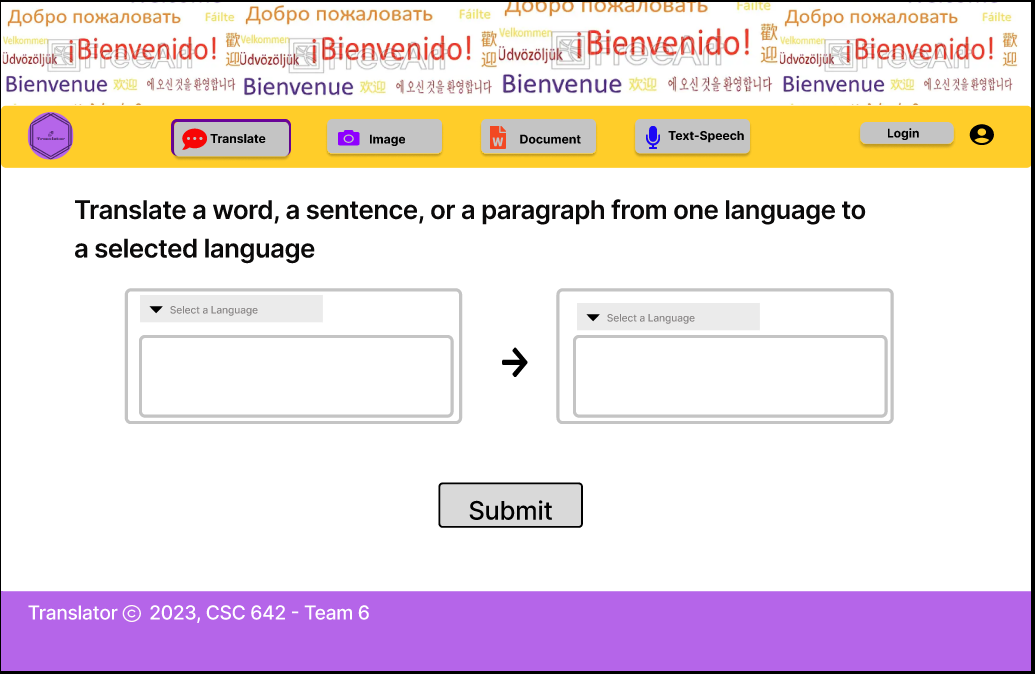 Добро пожаловать Fáilte Добро пожаловать Fáilte Добро пожаловать Fáilte Добро пожаловать Fáilte
Velkommen ¡Bienvenido! 歡迎 Velkommen ¡Bienvenido! 歡迎 Velkommen ¡Bienvenido! 歡迎 Velkommen ¡Bienvenido! 歡迎
Üdvözöljük Üdvözöljük Üdvözöljük Üdvözöljük
Bienvenue 欢迎 에 오신 것을 환영합니다 Bienvenue 欢迎 에 오신 것을 환영합니다 Bienvenue 欢迎 에 오신 것을 환영합니다 Bienvenue 欢迎 에 오신 것을 환영합니다
Translate Image Document Text-Speech Login
Translate a word, a sentence, or a paragraph from one language to
a selected language
Select a Language
Select a Language
Submit
Translator © 2023, CSC 642 - Team 6